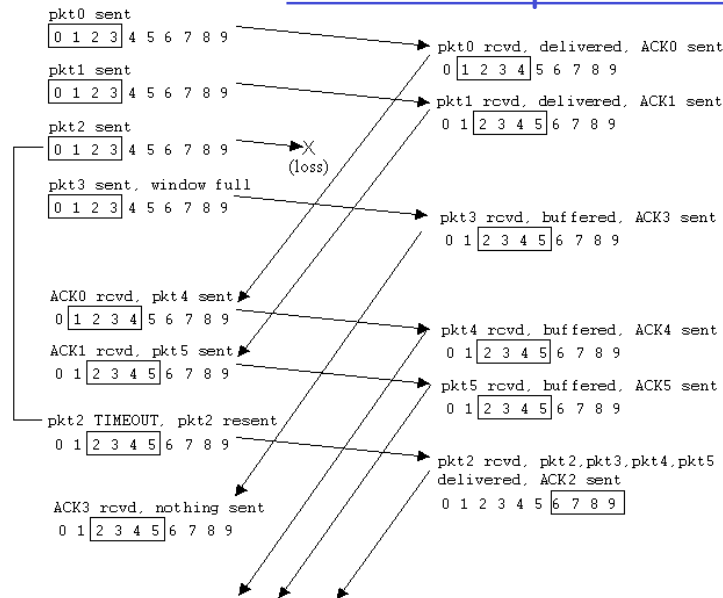 pkt0 sent
0 1 2 3 4 5 6 7 8 9
pkt1 sent
0 1 2 3 4 5 6 7 8 9
pkt2 sent
0 1 2 3 4 5 6 7 8 9
X
(loss)
pkt3 sent, window full
0 1 2 3 4 5 6 7 8 9
ACK0 rcvd, pkt4 sent
0 1 2 3 4 5 6 7 8 9
ACK1 rcvd, pkt5 sent
0 1 2 3 4 5 6 7 8 9
pkt2 TIMEOUT, pkt2 resent
0 1 2 3 4 5 6 7 8 9
ACK3 rcvd, nothing sent
0 1 2 3 4 5 6 7 8 9
pkt0 rcvd, delivered, ACK0 sent
0 1 2 3 4 5 6 7 8 9
pkt1 rcvd, delivered, ACK1 sent
0 1 2 3 4 5 6 7 8 9
pkt3 rcvd, buffered, ACK3 sent
0 1 2 3 4 5 6 7 8 9
pkt4 rcvd, buffered, ACK4 sent
0 1 2 3 4 5 6 7 8 9
pkt5 rcvd, buffered, ACK5 sent
0 1 2 3 4 5 6 7 8 9
pkt2 rcvd, pkt2,pkt3,pkt4,pkt5
delivered, ACK2 sent
0 1 2 3 4 5 6 7 8 9